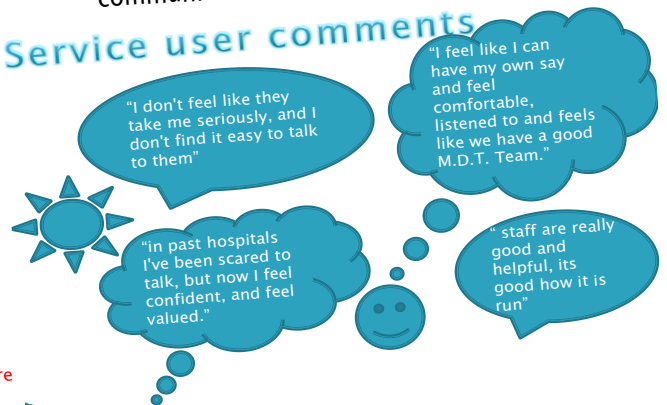 Service user comments
“I feel like I can
have my own say
and feel
comfortable,
listened to and feels
like we have a good
M.D.T. Team.”
“I don't feel like they
take me seriously, and I
don't find it easy to talk
to them”
“in past hospitals
I've been scared to
talk, but now I feel
confident, and feel
valued.”
“ staff are really
good and
helpful, its
good how it is
run”